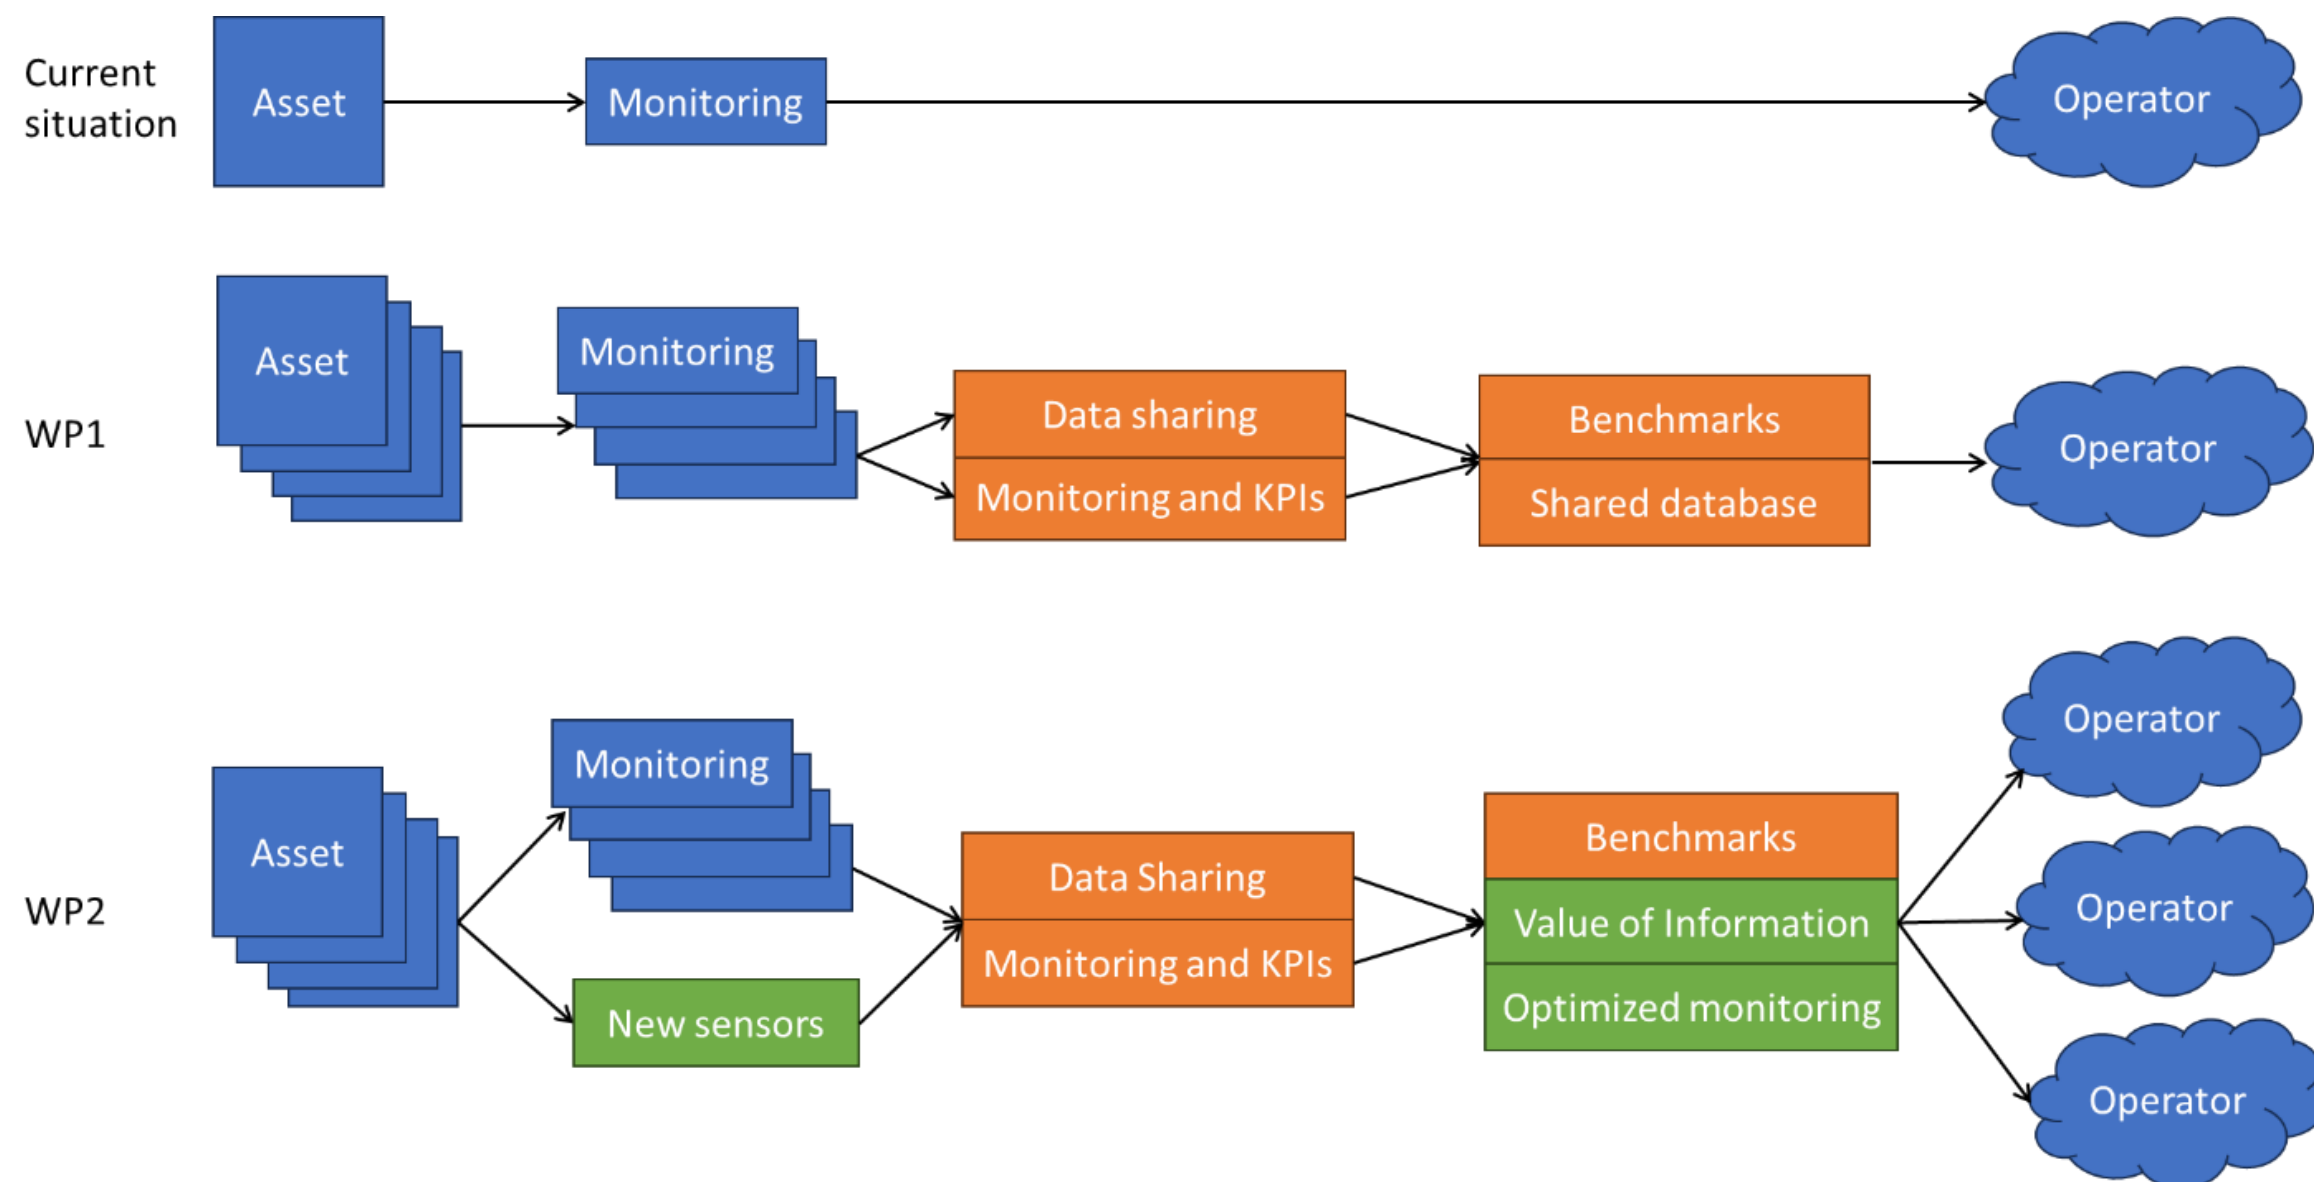 Current
situation
Asset
Monitoring
Operator
WP1
Asset
Monitoring
Data sharing
Monitoring and KPIs
Benchmarks
Shared database
Operator
WP2
Asset
Monitoring
New sensors
Data Sharing
Monitoring and KPIs
Benchmarks
Value of Information
Optimized monitoring
Operator
Operator
Operator